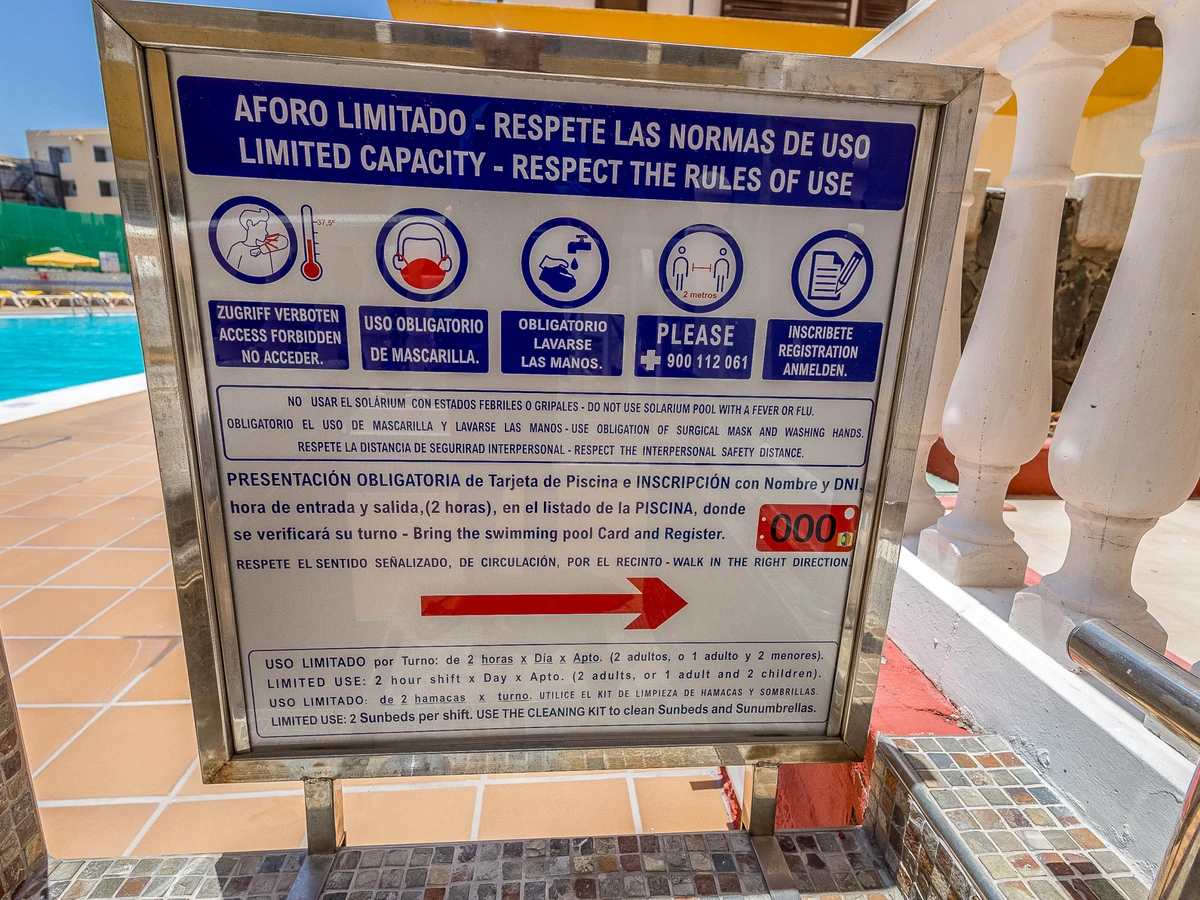 AFORO LIMITADO - RESPETE LAS NORMAS DE USO
LIMITED CAPACITY - RESPECT THE RULES OF USE
37,5º
2 metros
ZUGRIFF VERBOTEN
ACCESS FORBIDDEN
NO ACCEDER.
USO OBLIGATORIO
DE MASCARILLA.
OBLIGATORIO
LAVARSE
LAS MANOS.
PLEASE
900 112 061
INSCRIBETE
REGISTRATION
ANMELDEN.
NO USAR EL SOLÁRIUM CON ESTADOS FEBRILES O GRIPALES - DO NOT USE SOLARIUM POOL WITH A FEVER OR FLU.
OBLIGATORIO EL USO DE MASCARILLA Y LAVARSE LAS MANOS - USE OBLIGATION OF SURGICAL MASK AND WASHING HANDS.
RESPETE LA DISTANCIA DE SEGURIRAD INTERPERSONAL - RESPECT THE INTERPERSONAL SAFETY DISTANCE.
PRESENTACIÓN OBLIGATORIA de Tarjeta de Piscina e INSCRIPCIÓN con Nombre y DNI,
hora de entrada y salida,(2 horas), en el listado de la PISCINA, donde
se verificará su turno - Bring the swimming pool Card and Register.
000
RESPETE EL SENTIDO SEÑALIZADO, DE CIRCULACIÓN, POR EL RECINTO - WALK IN THE RIGHT DIRECTION.
USO LIMITADO por Turno: de 2 horas x Día x Apto. (2 adultos, o 1 adulto y 2 menores).
LIMITED USE: 2 hour shift x Day x Apto. (2 adults, or 1 adult and 2 children).
USO LIMITADO: de 2 hamacas x turno. UTILICE EL KIT DE LIMPIEZA DE HAMACAS Y SOMBRILLAS.
LIMITED USE: 2 Sunbeds per shift. USE THE CLEANING KIT to clean Sunbeds and Sunumbrellas.